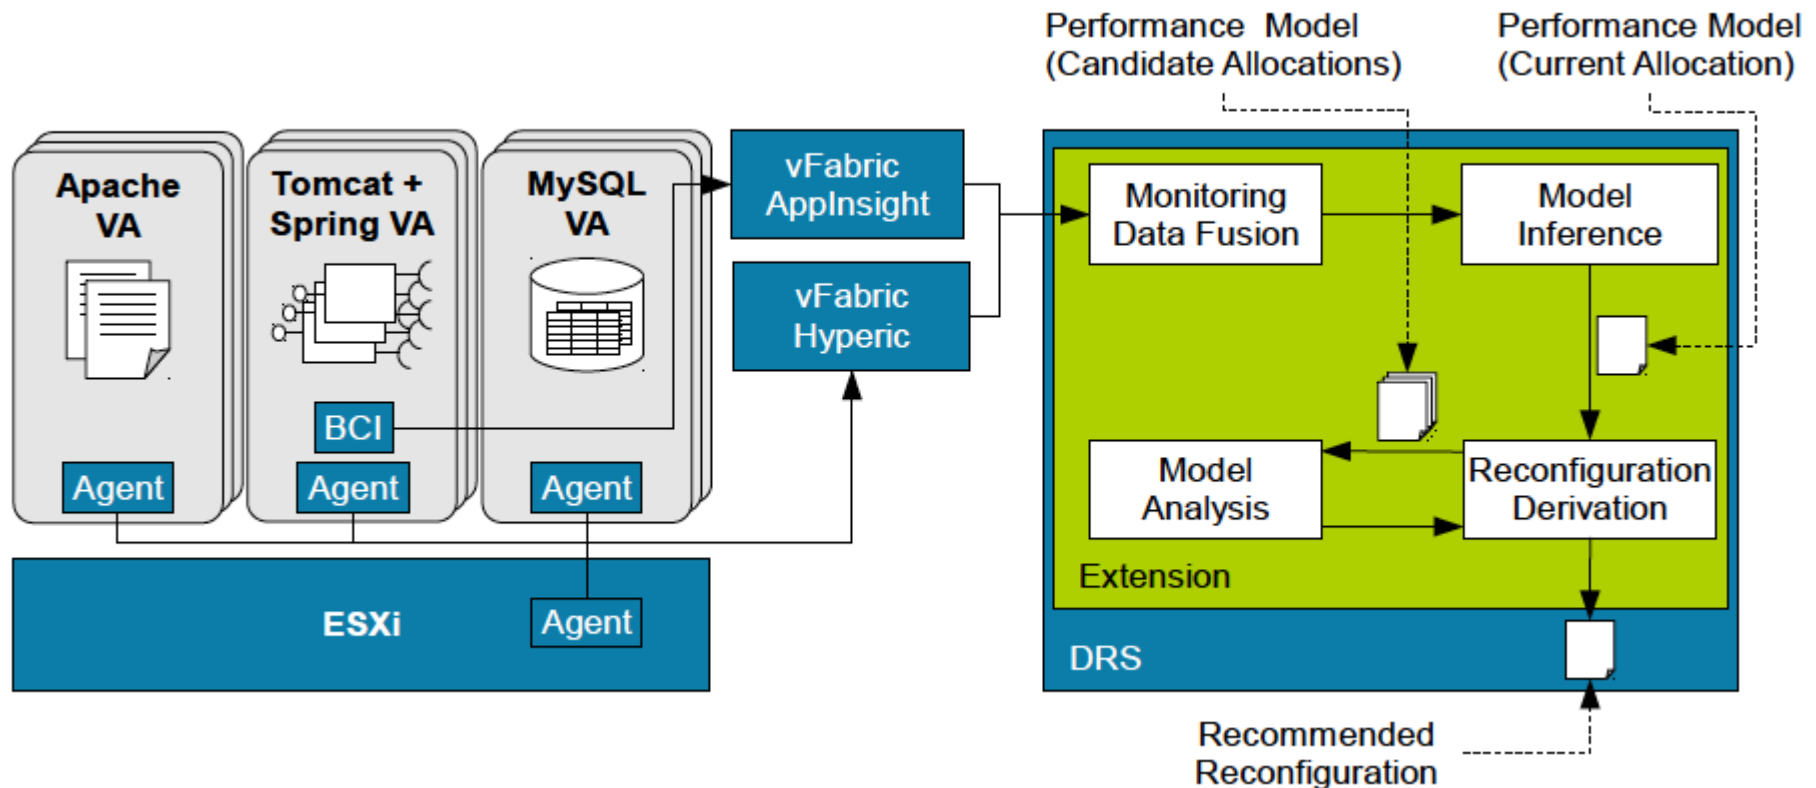 Performance Model
(Candidate Allocations)
Performance Model
(Current Allocation)
Apache
VA
Tomcat +
Spring VA
MySQL
VA
vFabric
AppInsight
vFabric
Hyperic
Monitoring
Data Fusion
Model
Inference
BCI
Agent
Agent
Agent
Model
Analysis
Reconfiguration
Derivation
Extension
ESXi
Agent
DRS
Recommended
Reconfiguration